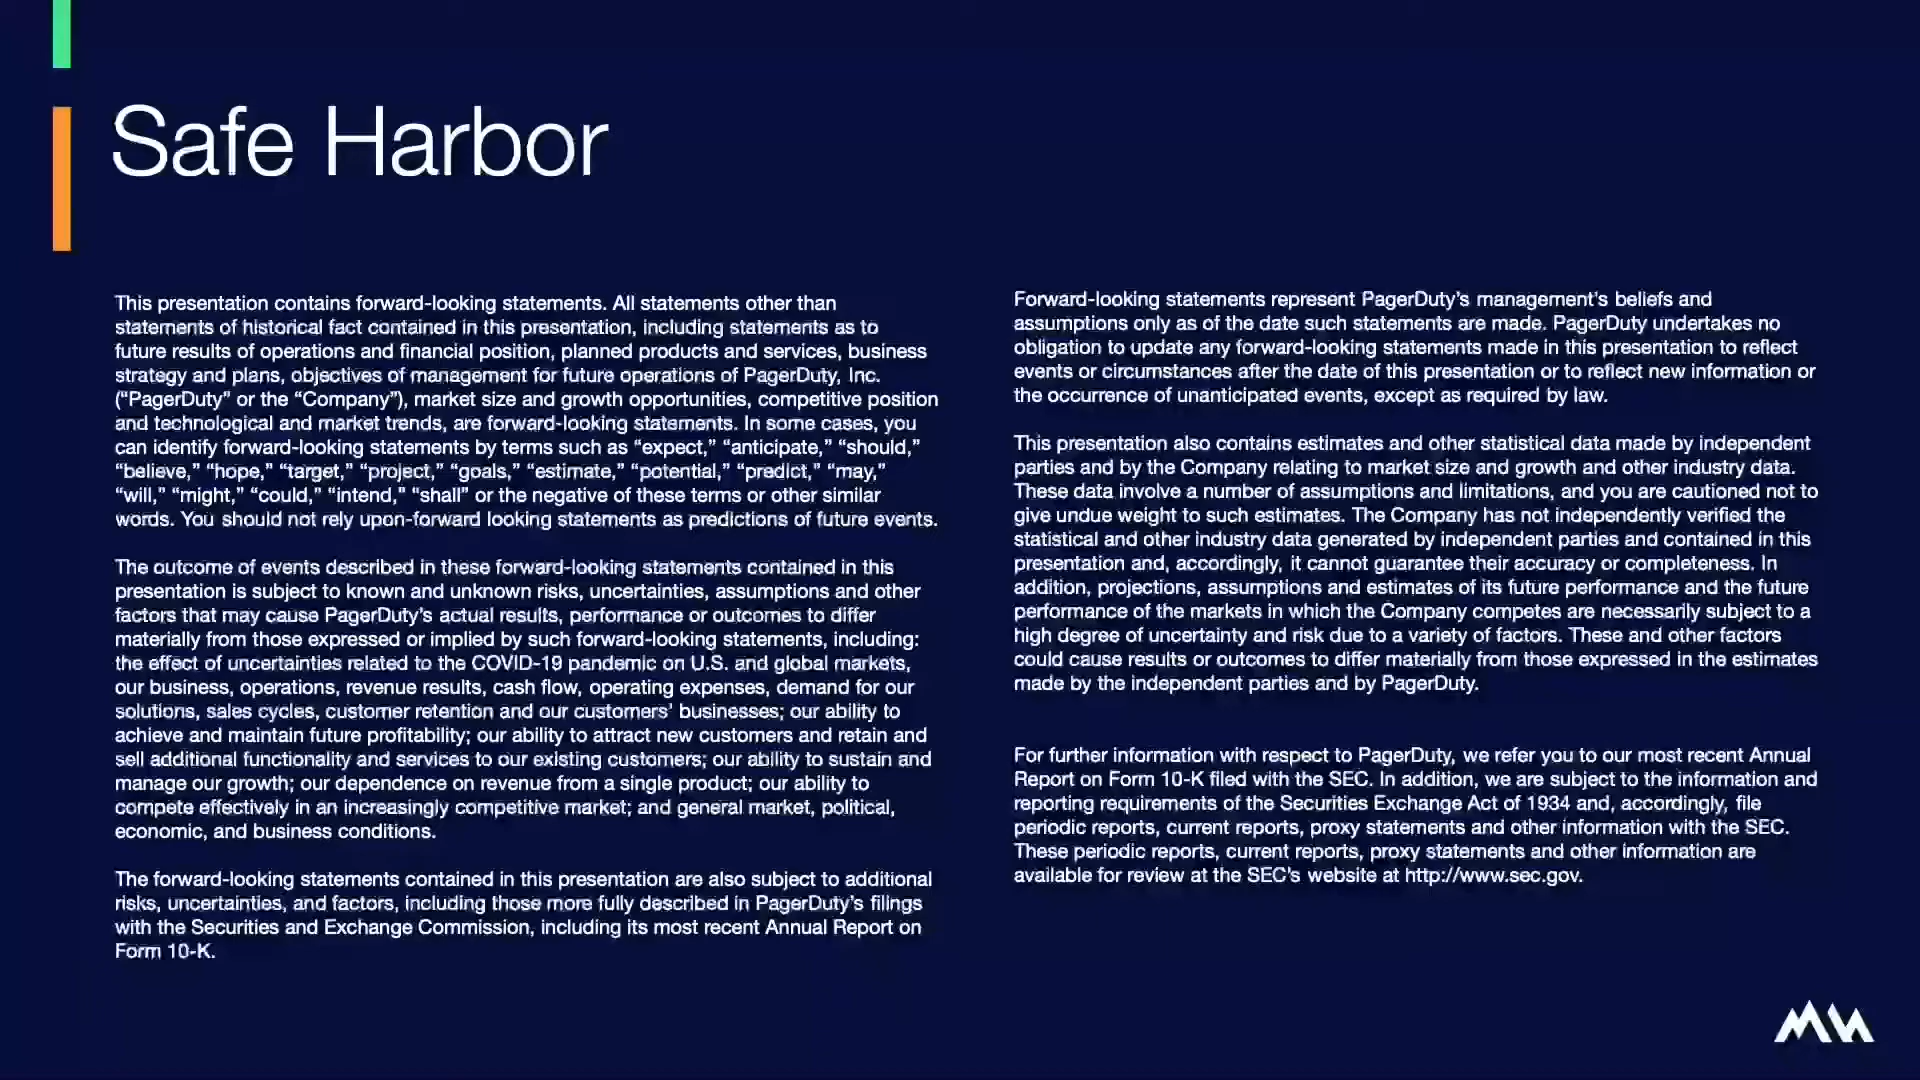 Safe Harbor
This presentation contains forward-looking statements. All statements other than
statements of historical fact contained in this presentation, including statements as to
future results of operations and financial position, planned products and services, business
strategy and plans, objectives of management for future operations of PagerDuty, Inc.
(“PagerDuty” or the “Company”), market size and growth opportunities, competitive position
and technological and market trends, are forward-looking statements. In some cases, you
can identify forward-looking statements by terms such as “expect,” “anticipate,” “should,”
“believe,” “hope,” “target,” “project,” “goals,” “estimate,” “potential,” “predict,” “may,”
“will,” “might,” “could,” “intend,” “shall” or the negative of these terms or other similar
words. You should not rely upon-forward looking statements as predictions of future events.
The outcome of events described in these forward-looking statements contained in this
presentation is subject to known and unknown risks, uncertainties, assumptions and other
factors that may cause PagerDuty’s actual results, performance or outcomes to differ
materially from those expressed or implied by such forward-looking statements, including:
the effect of uncertainties related to the COVID-19 pandemic on U.S. and global markets,
our business, operations, revenue results, cash flow, operating expenses, demand for our
solutions, sales cycles, customer retention and our customers’ businesses; our ability to
achieve and maintain future profitability; our ability to attract new customers and retain and
sell additional functionality and services to our existing customers; our ability to sustain and
manage our growth; our dependence on revenue from a single product; our ability to
compete effectively in an increasingly competitive market; and general market, political,
economic, and business conditions.
The forward-looking statements contained in this presentation are also subject to additional
risks, uncertainties, and factors, including those more fully described in PagerDuty’s filings
with the Securities and Exchange Commission, including its most recent Annual Report on
Form 10-K.
Forward-looking statements represent PagerDuty’s management’s beliefs and
assumptions only as of the date such statements are made. PagerDuty undertakes no
obligation to update any forward-looking statements made in this presentation to reflect
events or circumstances after the date of this presentation or to reflect new information or
the occurrence of unanticipated events, except as required by law.
This presentation also contains estimates and other statistical data made by independent
parties and by the Company relating to market size and growth and other industry data.
These data involve a number of assumptions and limitations, and you are cautioned not to
give undue weight to such estimates. The Company has not independently verified the
statistical and other industry data generated by independent parties and contained in this
presentation and, accordingly, it cannot guarantee their accuracy or completeness. In
addition, projections, assumptions and estimates of its future performance and the future
performance of the markets in which the Company competes are necessarily subject to a
high degree of uncertainty and risk due to a variety of factors. These and other factors
could cause results or outcomes to differ materially from those expressed in the estimates
made by the independent parties and by PagerDuty.
For further information with respect to PagerDuty, we refer you to our most recent Annual
Report on Form 10-K filed with the SEC. In addition, we are subject to the information and
reporting requirements of the Securities Exchange Act of 1934 and, accordingly, file
periodic reports, current reports, proxy statements and other information with the SEC.
These periodic reports, current reports, proxy statements and other information are
available for review at the SEC’s website at http://www.sec.gov.